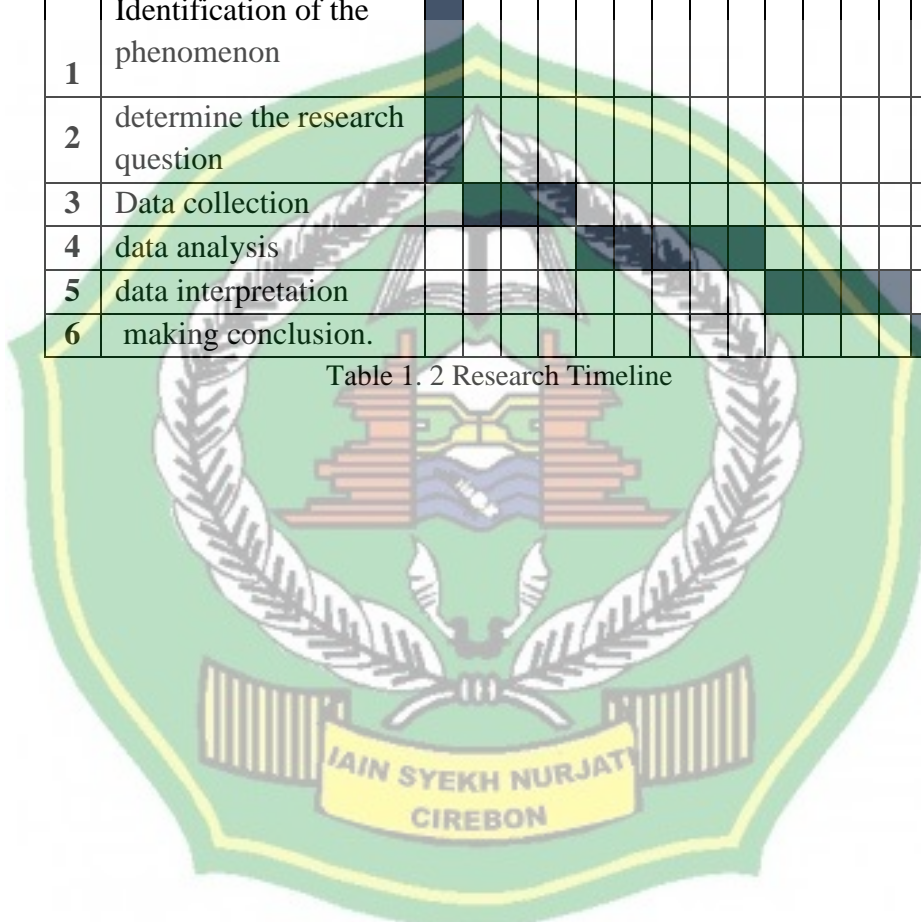 Identification of the
phenomenon
1
determine the research
2
question
3 Data collection
4 data analysis
5 data interpretation
6 making conclusion.
Table 1. 2 Research Timeline
IAIN SYEKH NURJATI
CIREBON